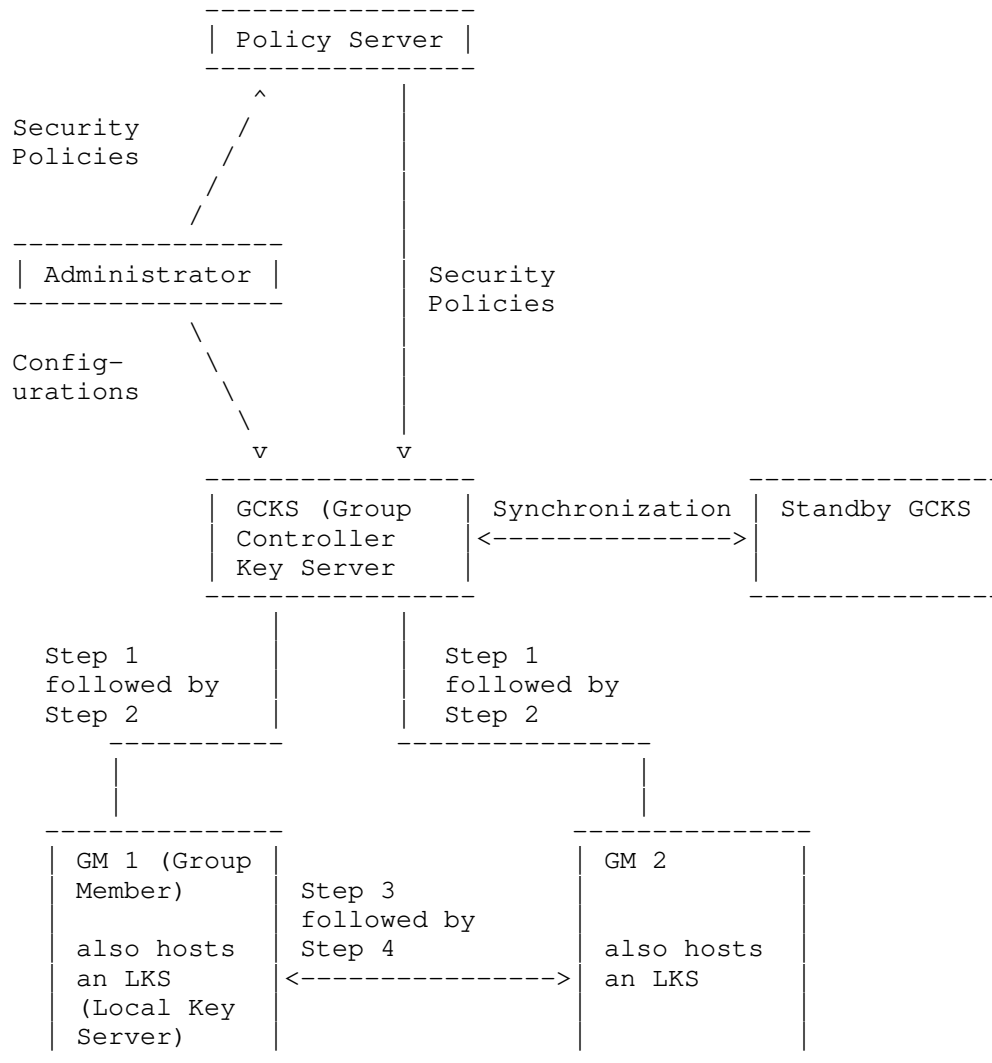 Policy Server
Security
Policies
Administrator
Security
Policies
Config-
urations
GCKS (Group
Controller
Key Server
Synchronization
Standby GCKS
Step 1
followed by
Step 2
Step 1
followed by
Step 2
GM 1 (Group
Member)
also hosts
an LKS
(Local Key
Server)
Step 3
followed by
Step 4
GM 2
also hosts
an LKS